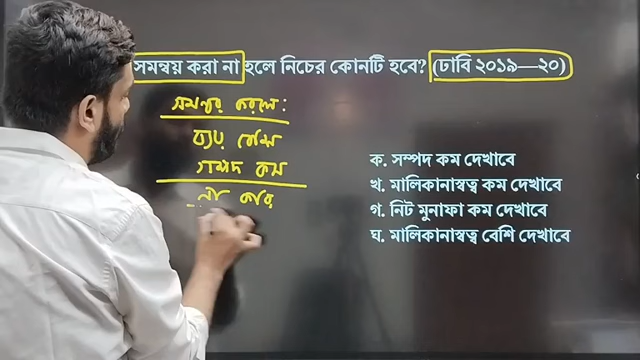 সমন্বয় করা না হলে নিচের কোনটি হবে? (ঢাবি ২০১৯—২০)
সমন্বয় করলে:
ব্যয় বেশি
সম্পদ কম
ক. সম্পদ কম দেখাবে
খ. মালিকানাস্বত্ব কম দেখাবে
গ. নিট মুনাফা কম দেখাবে
ঘ. মালিকানাস্বত্ব বেশি দেখাবে